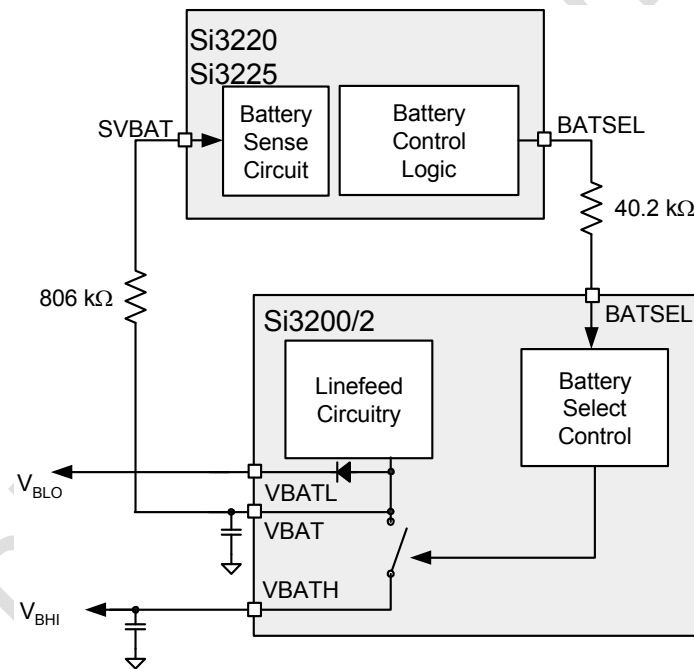 Si3220
Si3225
Battery
Sense
Circuit
Battery
Control
Logic
SVBAT
BATSEL
40.2 kΩ
806 kΩ
Si3200/2
BATSEL
Linefeed
Circuitry
Battery
Select
Control
VBLO
VBATL
VBAT
VBATH
VBHI